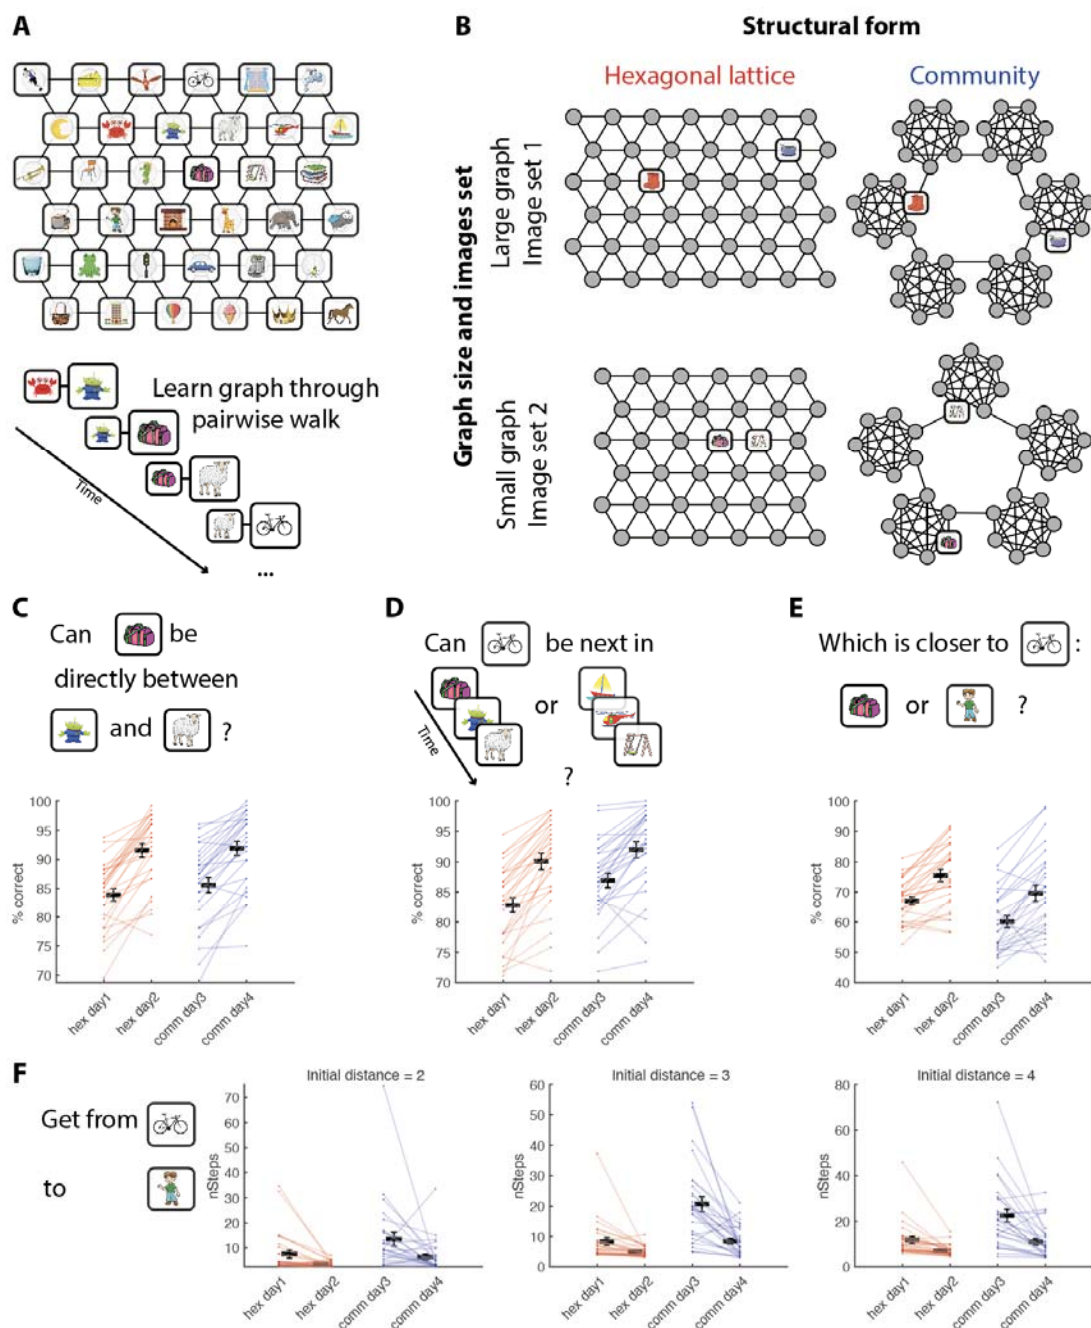 A
Learn graph through
pairwise walk
Time
...
B
Structural form
Hexagonal lattice
Community
Graph size and images set
Large graph
Image set 1
Small graph
Image set 2
C
Can be
directly between
and ?
% correct
100
95
90
85
80
75
70
hex day1
hex day2
comm day3
comm day4
D
Can be next in
or
Time
?
% correct
100
95
90
85
80
75
70
hex day1
hex day2
comm day3
comm day4
E
Which is closer to :
or ?
% correct
100
90
80
70
60
50
40
hex day1
hex day2
comm day3
comm day4
F
Get from
to
Initial distance = 2
nSteps
70
60
50
40
30
20
10
hex day1
hex day2
comm day3
comm day4
Initial distance = 3
nSteps
60
50
40
30
20
10
0
hex day1
hex day2
comm day3
comm day4
Initial distance = 4
nSteps
80
60
40
20
0
hex day1
hex day2
comm day3
comm day4